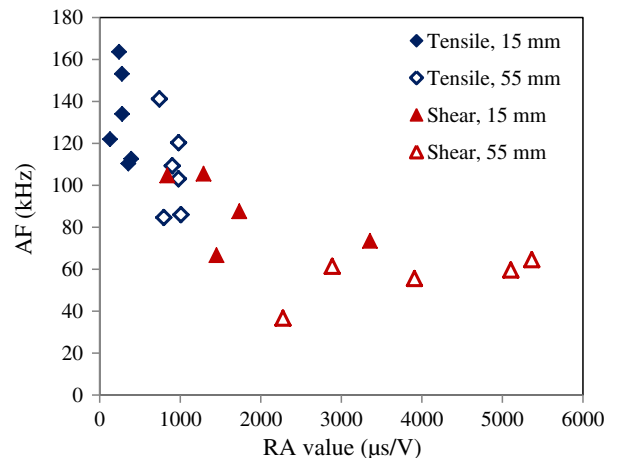 180
160
140
120
100
80
60
40
20
0
AF (kHz)
Tensile, 15 mm
Tensile, 55 mm
Shear, 15 mm
Shear, 55 mm
0 1000 2000 3000 4000 5000 6000
RA value (μs/V)